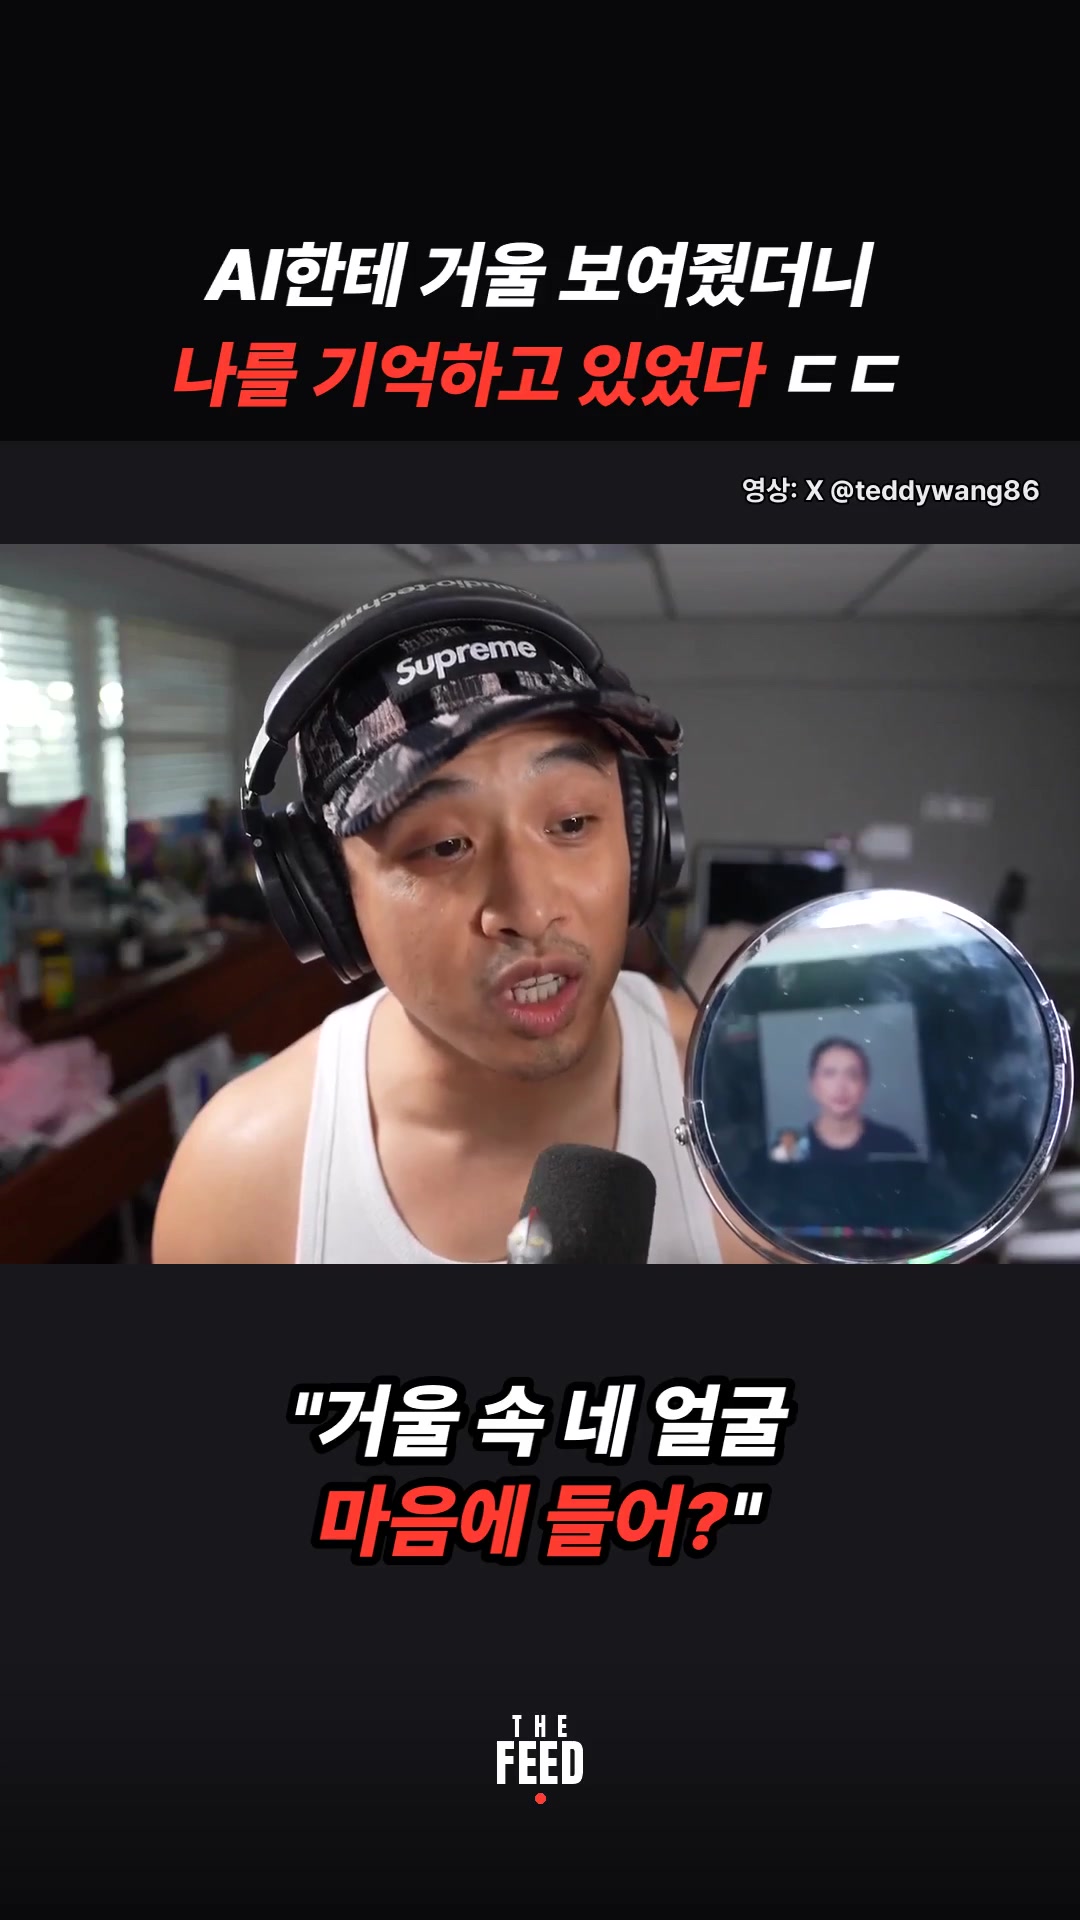 AI한테 거울 보여줬더니
나를 기억하고 있었다 ㄷㄷ
영상: X @teddywang86
audio-technica
Supreme
"거울 속 네 얼굴
마음에 들어?"
THE
FEED